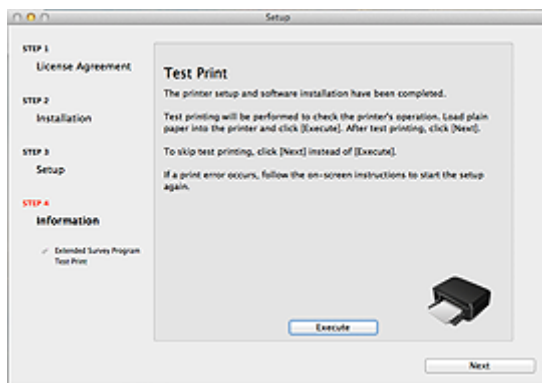 Setup
STEP 1
License Agreement
STEP 2
Installation
STEP 3
Setup
STEP 4
Information
Extended Survey Program
Test Print
Test Print
The printer setup and software installation have been completed.
Test printing will be performed to check the printer's operation. Load plain
paper into the printer and click [Execute]. After test printing, click [Next].
To skip test printing, click [Next] instead of [Execute].
If a print error occurs, follow the on-screen instructions to start the setup
again.
Execute
Next